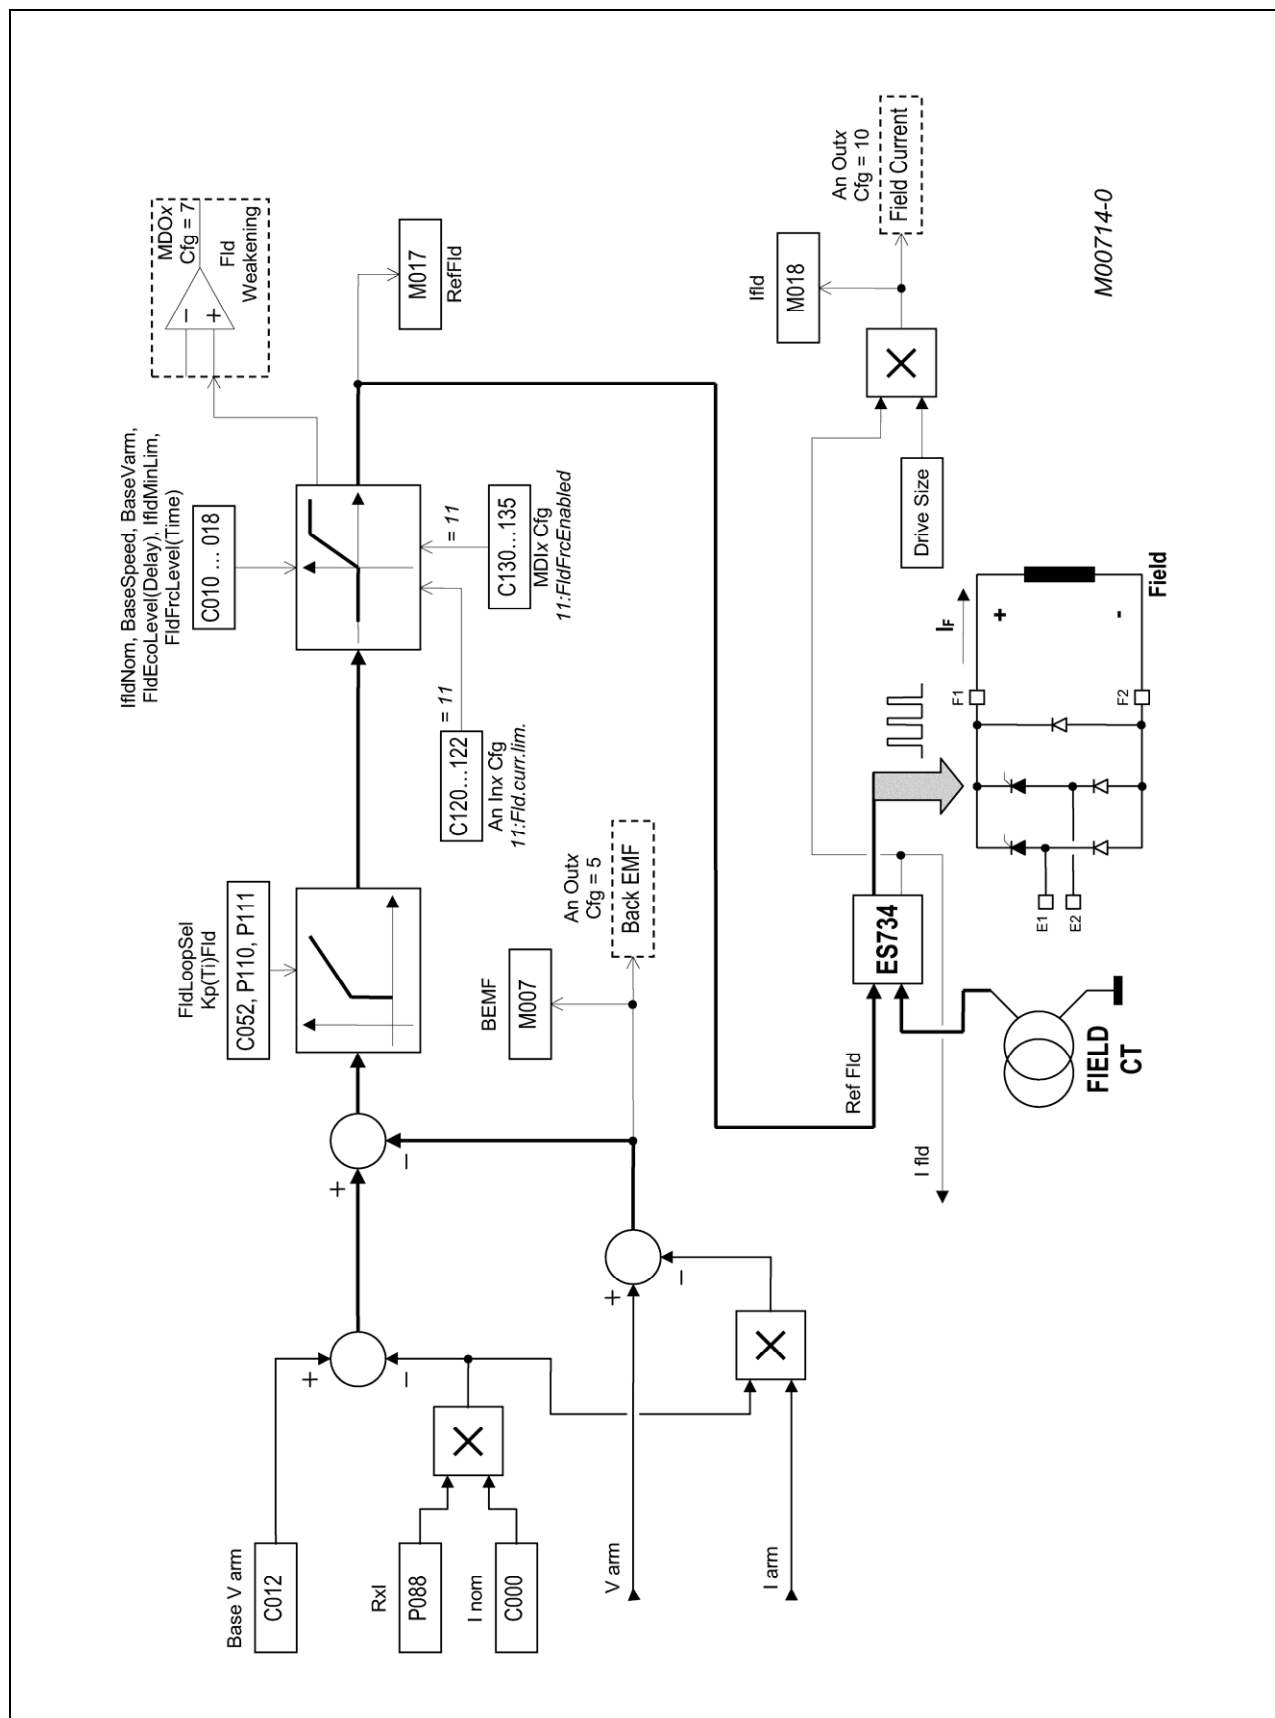 Base V arm
C012
RxI
P088
I nom
C000
V arm
I arm
+
−
+
−
+
−
FldLoopSel
Kp(Ti)Fld
C052, P110, P111
BEMF
M007
An Outx
Cfg = 5
Back EMF
IfldNom, BaseSpeed, BaseVarm,
FldEcoLevel(Delay), IfldMinLim,
FldFrcLevel(Time)
C010 ... 018
= 11
C120...122
An Inx Cfg
11:Fld.curr.lim.
= 11
C130...135
MDIx Cfg
11:FldFrcEnabled
MDOx
Cfg = 7
−
+
Fld
Weakening
M017
RefFld
Ref Fld
ES734
I fld
FIELD
CT
Drive Size
Ifld
M018
An Outx
Cfg = 10
Field Current
E1
E2
F1
F2
IF
+
-
Field
M00714-0